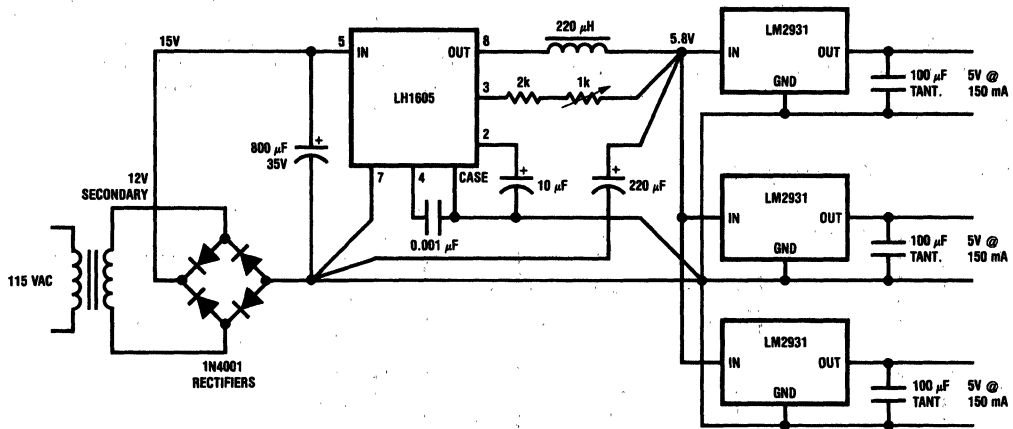 15V
5
IN
OUT
8
220 μH
5.8V
LH1605
3
2k
1k
2
800 μF
35V
12V
SECONDARY
7
4
CASE
10 μF
220 μF
0.001 μF
115 VAC
1N4001
RECTIFIERS
LM2931
IN
OUT
GND
100 μF
TANT.
5V @
150 mA
LM2931
IN
OUT
GND
100 μF
TANT.
5V @
150 mA
LM2931
IN
OUT
GND
100 μF
TANT
5V @
150 mA